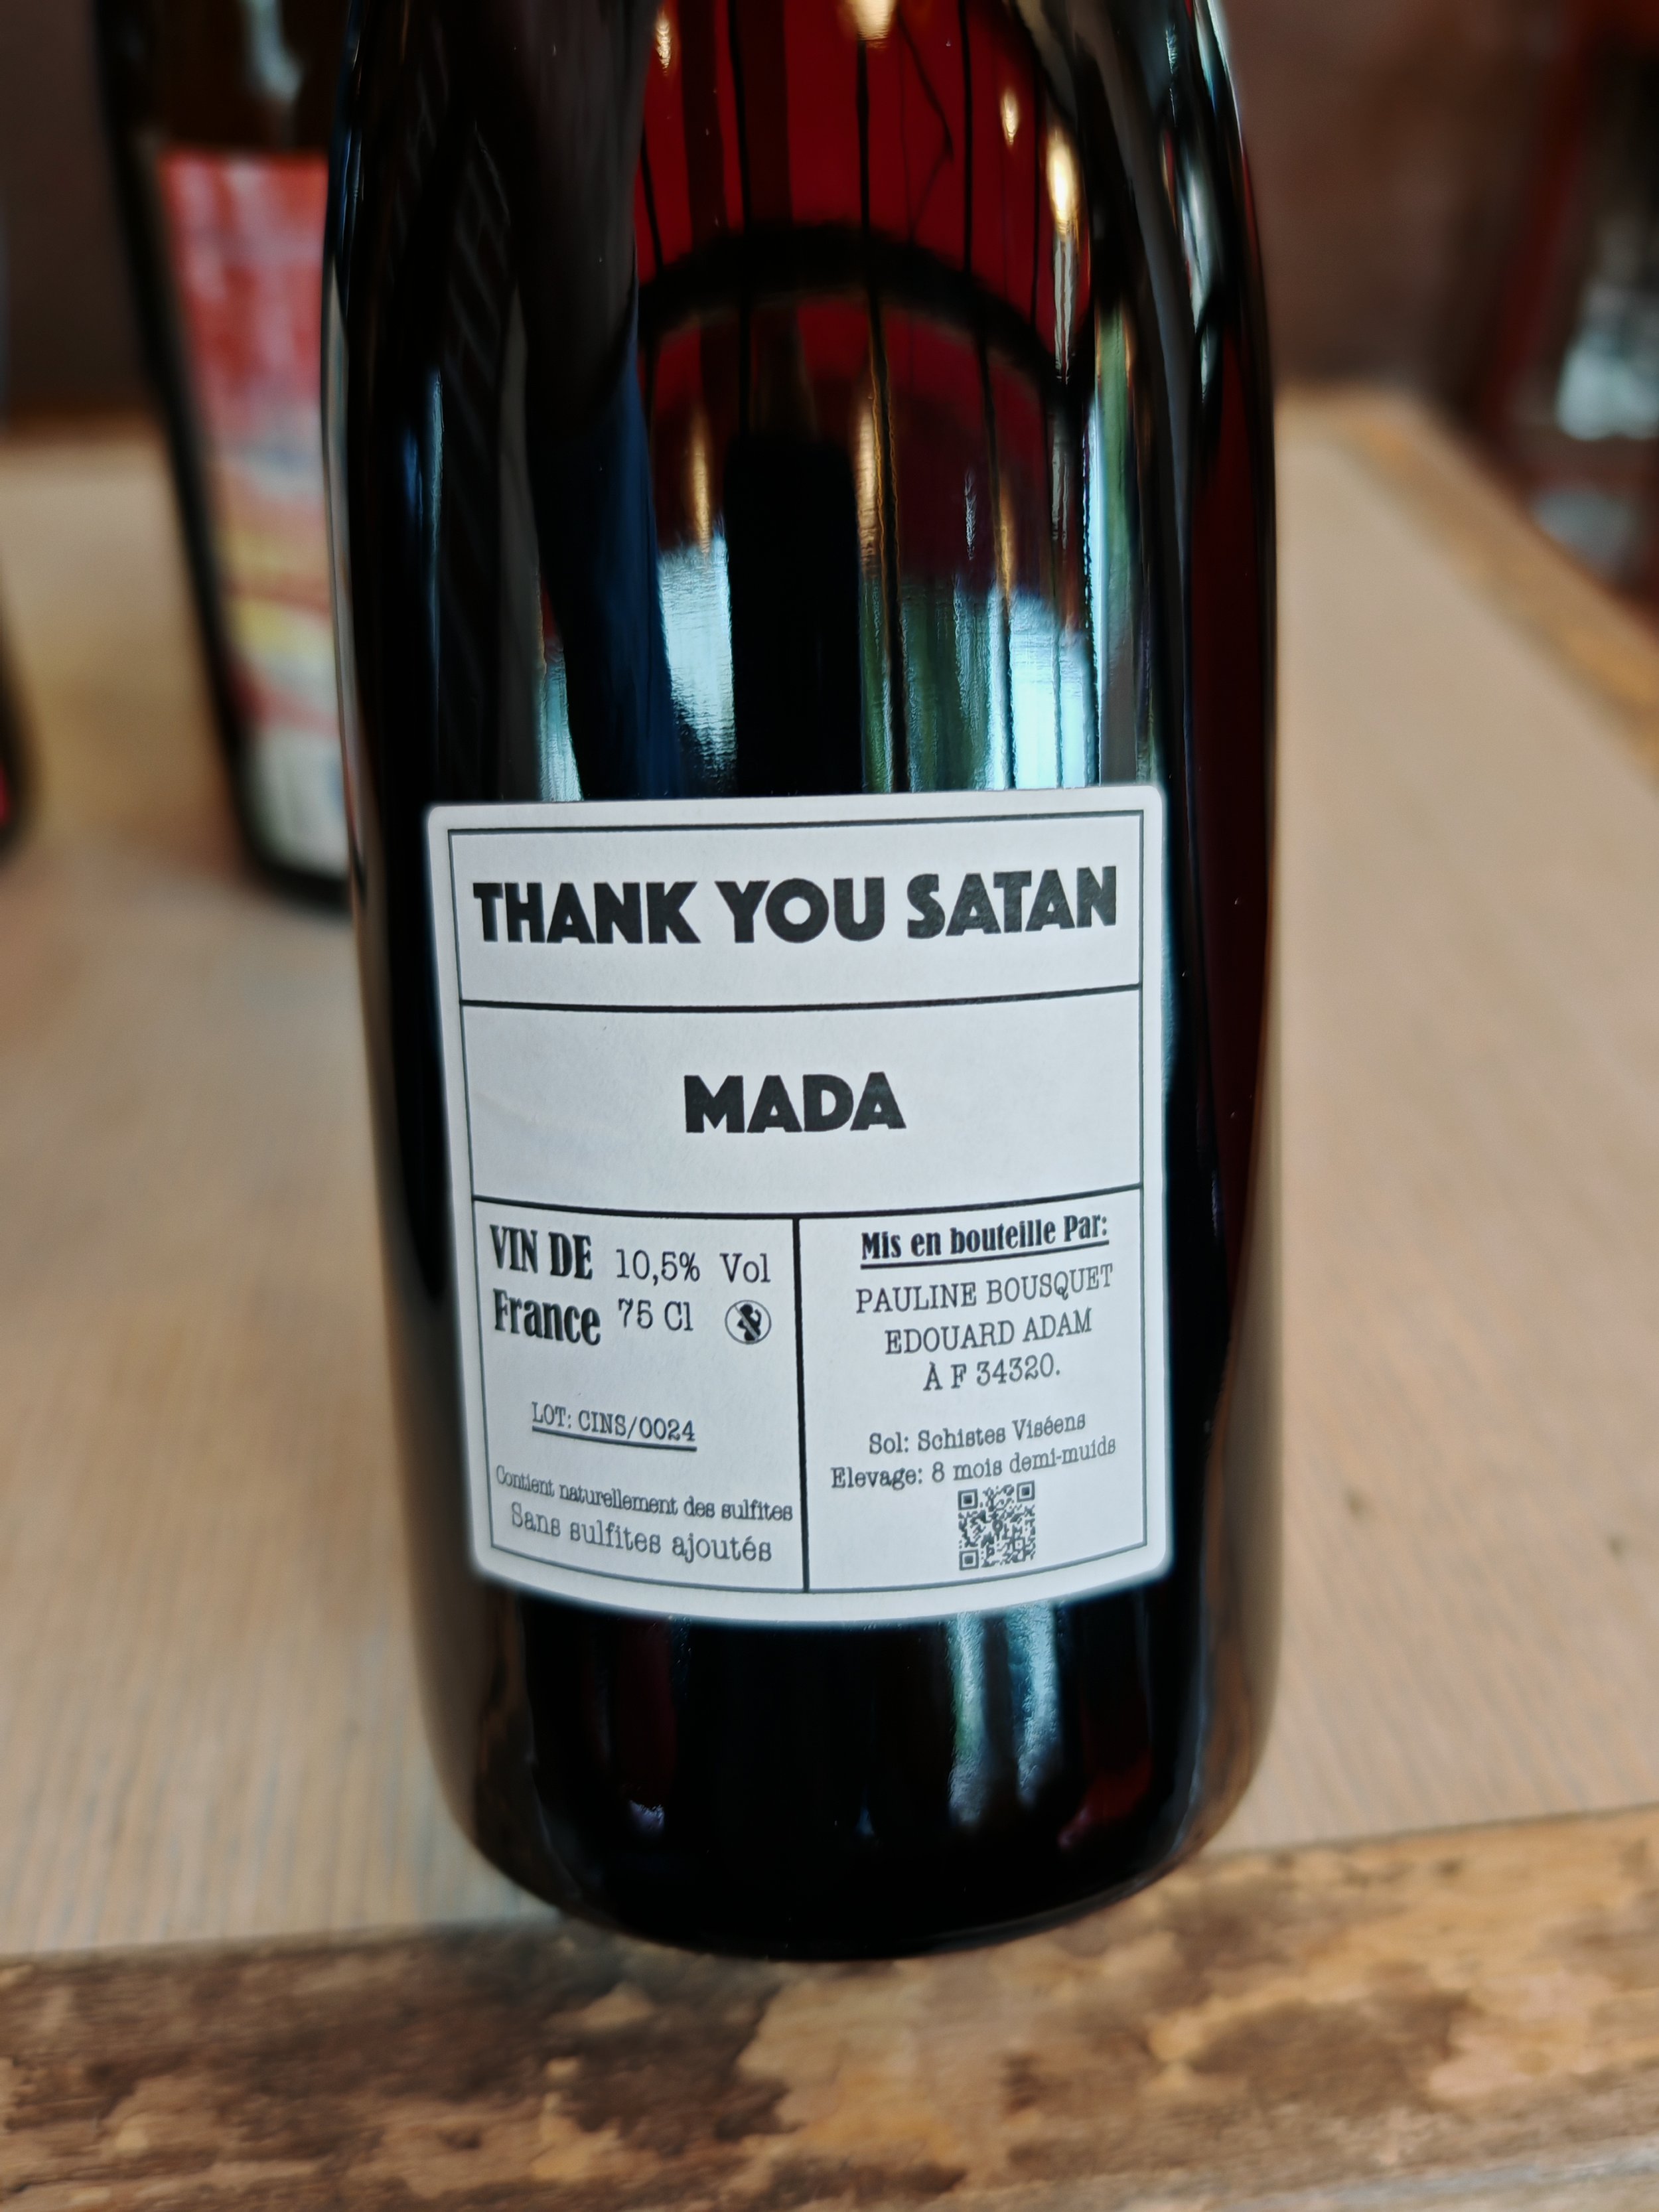 THANK YOU SATAN
MADA
VIN DE 10,5% Vol
France 75 Cl
LOT: CINS/0024
Contient naturellement des sulfites
Sans sulfites ajoutés
Mis en bouteille Par:
PAULINE BOUSQUET
EDOUARD ADAM
À F 34320.
Sol: Schistes Viséens
Elevage: 8 mois demi-muids